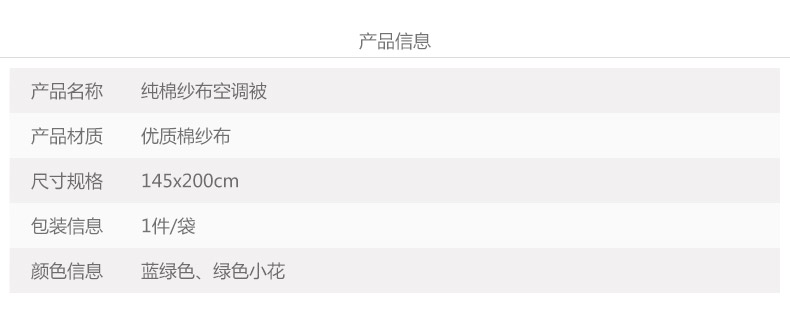 产品信息
产品名称 纯棉纱布空调被
产品材质 优质棉纱布
尺寸规格 145x200cm
包装信息 1件/袋
颜色信息 蓝绿色、绿色小花